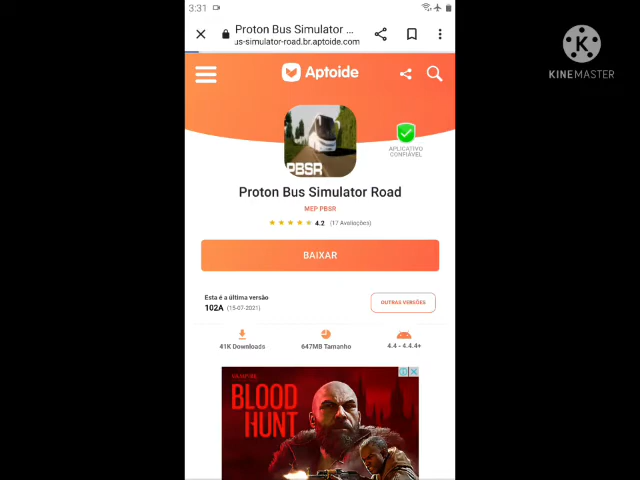 3:31
Proton Bus Simulator ...
us-simulator-road.br.aptoide.com
KINEMASTER
Aptoide
PBSR
APLICATIVO
CONFIÁVEL
Proton Bus Simulator Road
MEP PBSR
4.2 (17 Avaliações)
BAIXAR
Esta é a última versão
102A (15-07-2021)
OUTRAS VERSÕES
41K Downloads
647MB Tamanho
4.4 - 4.4.4+
BLOOD
HUNT